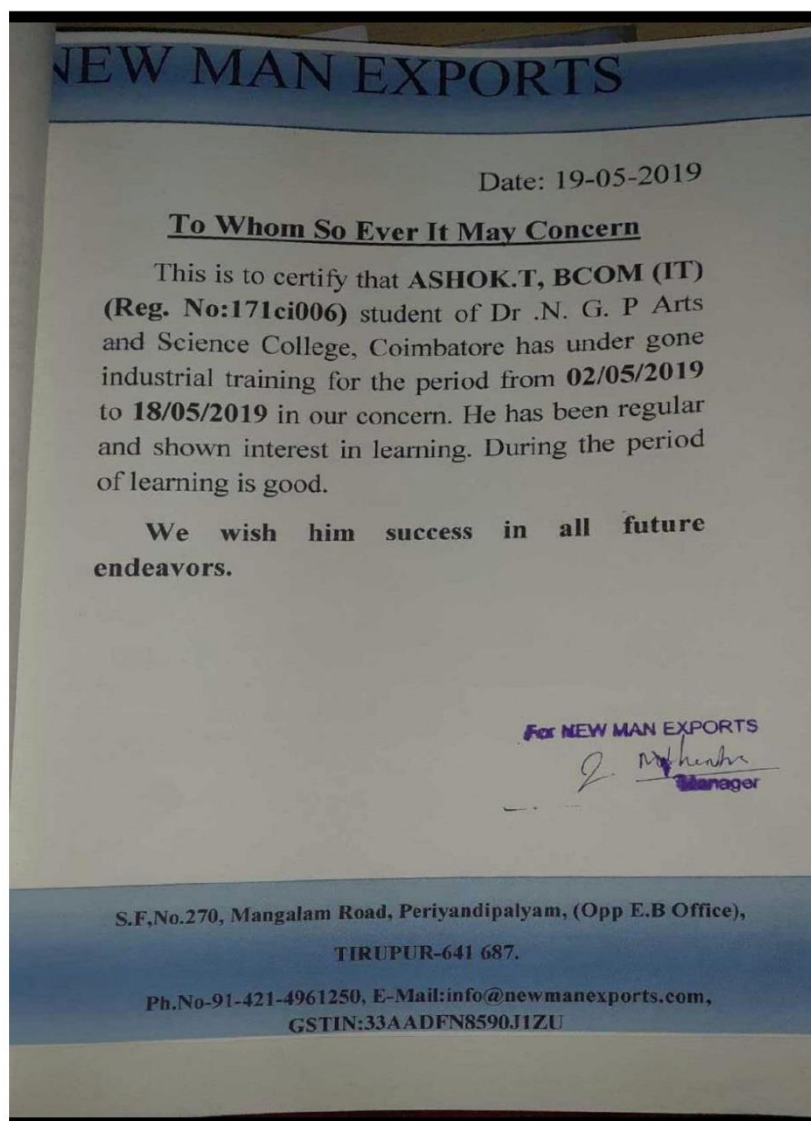 NEW MAN EXPORTS
Date: 19-05-2019
To Whom So Ever It May Concern
This is to certify that ASHOK.T, BCOM (IT)
(Reg. No:171ci006) student of Dr .N. G. P Arts
and Science College, Coimbatore has under gone
industrial training for the period from 02/05/2019
to 18/05/2019 in our concern. He has been regular
and shown interest in learning. During the period
of learning is good.
We wish him success in all future
endeavors.
For NEW MAN EXPORTS
Manager
S.F,No.270, Mangalam Road, Periyandipalyam, (Opp E.B Office),
TIRUPUR-641 687.
Ph.No-91-421-4961250, E-Mail:info@newmanexports.com,
GSTIN:33AADFN8590J1ZU